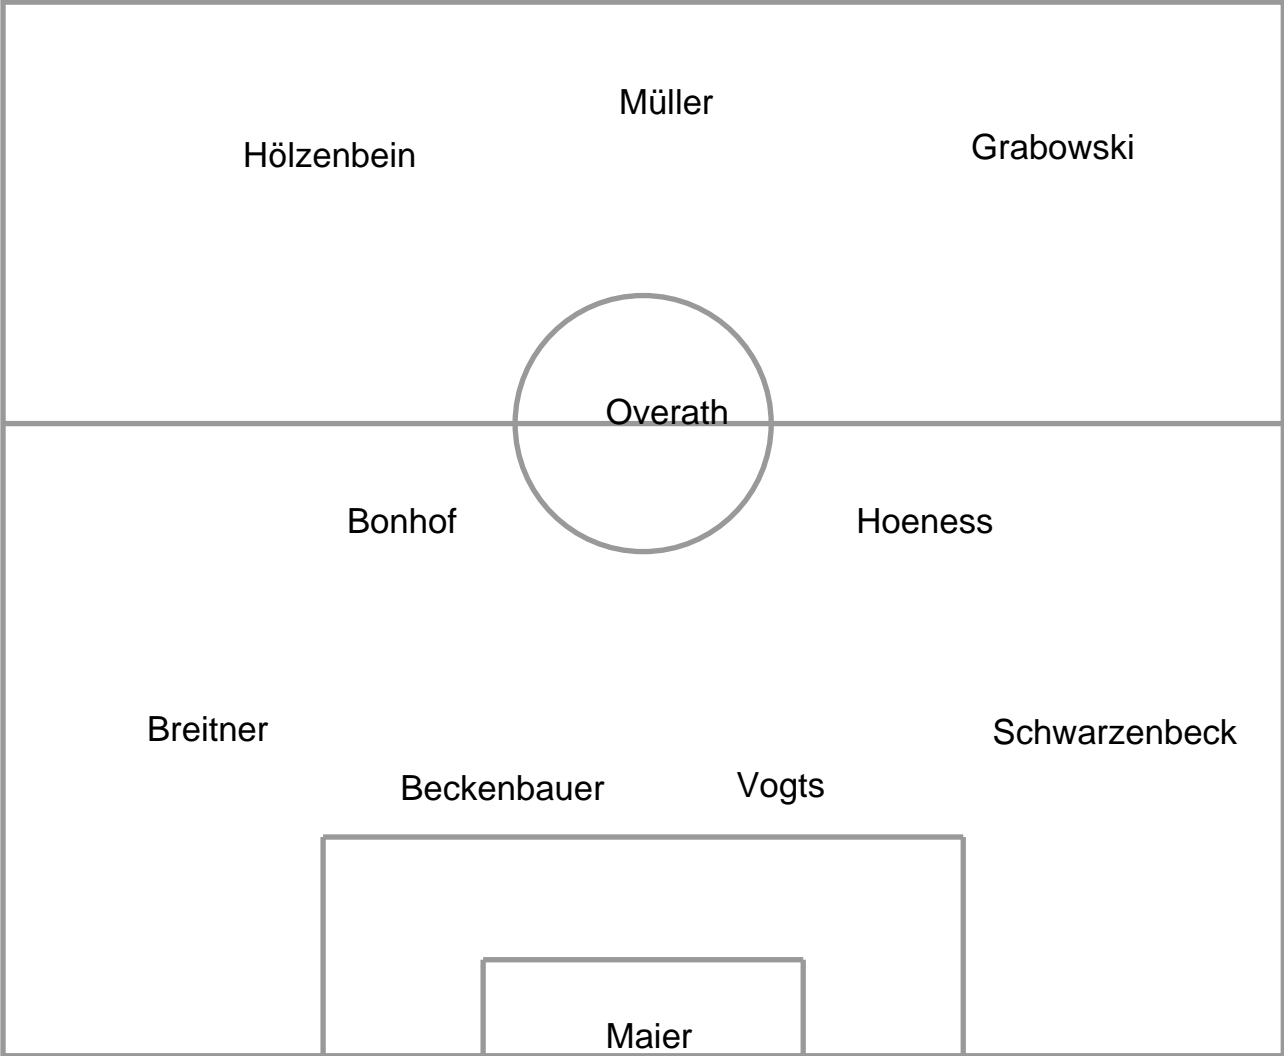 Müller
Hölzenbein
Grabowski
Overath
Bonhof
Hoeness
Breitner
Schwarzenbeck
Beckenbauer
Vogts
Maier